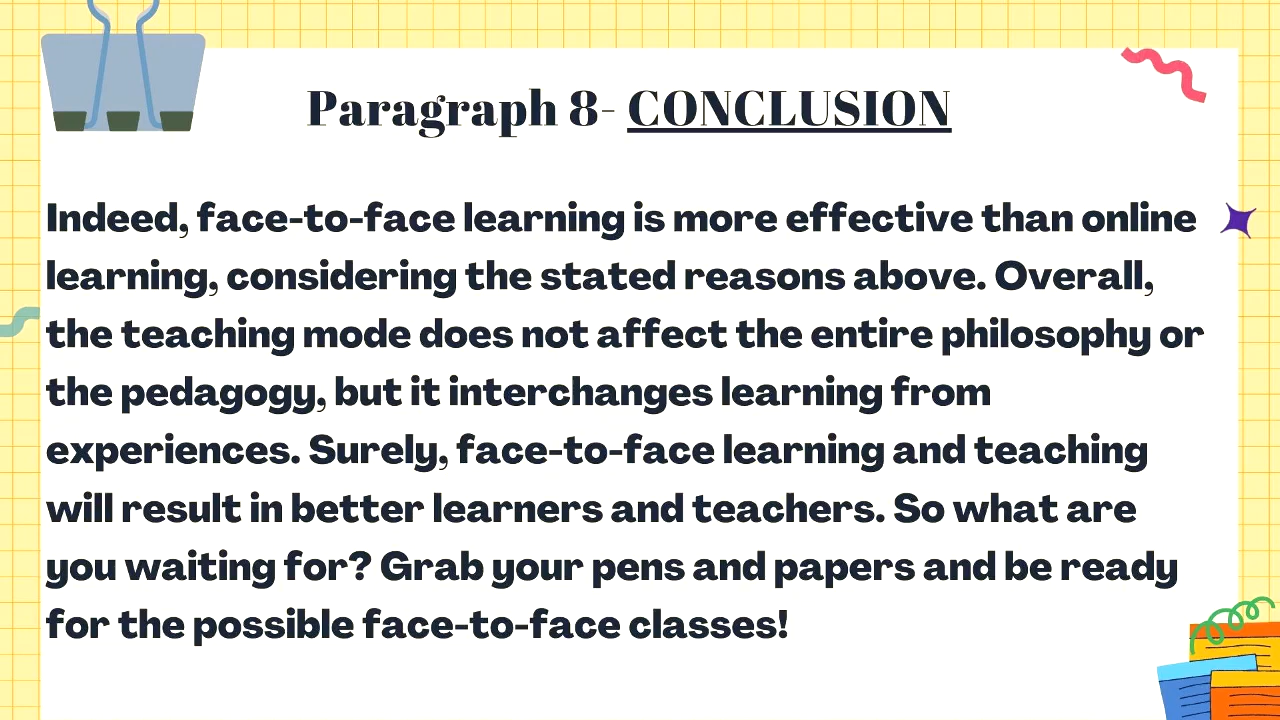 Paragraph 8- CONCLUSION
Indeed, face-to-face learning is more effective than online
learning, considering the stated reasons above. Overall,
the teaching mode does not affect the entire philosophy or
the pedagogy, but it interchanges learning from
experiences. Surely, face-to-face learning and teaching
will result in better learners and teachers. So what are
you waiting for? Grab your pens and papers and be ready
for the possible face-to-face classes!